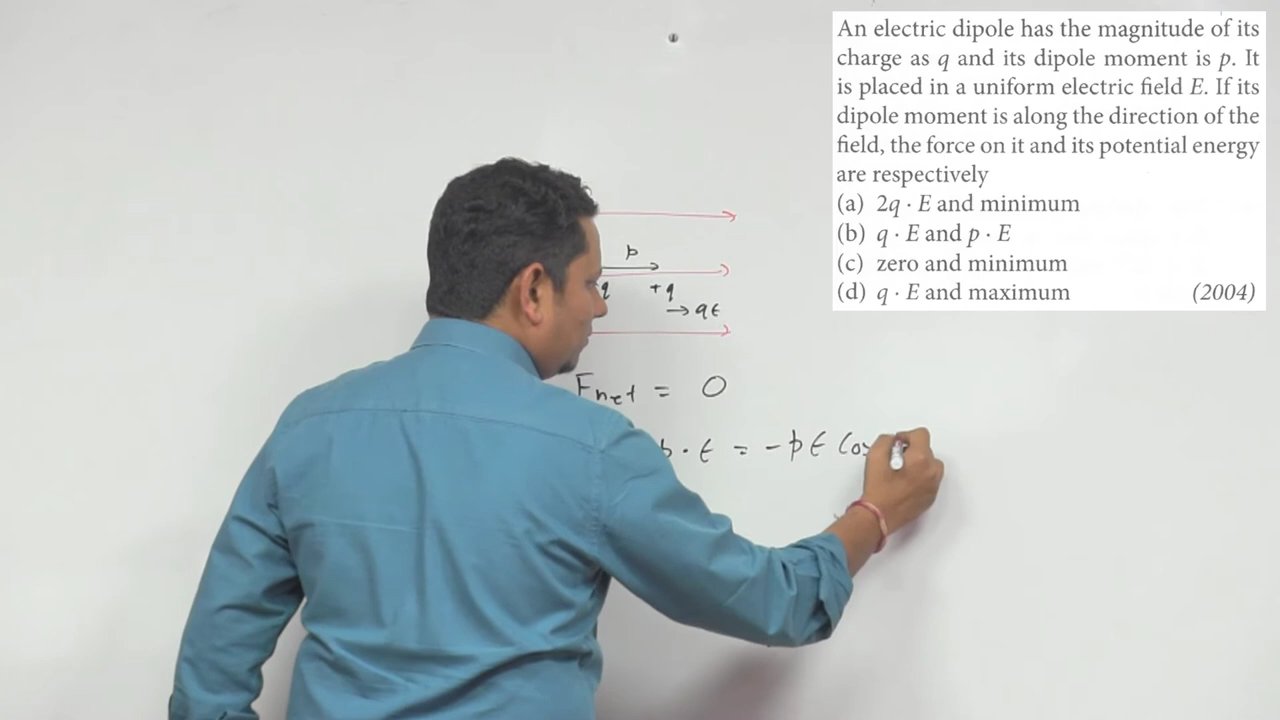 An electric dipole has the magnitude of its
charge as q and its dipole moment is p. It
is placed in a uniform electric field E. If its
dipole moment is along the direction of the
field, the force on it and its potential energy
are respectively
(a) 2q · E and minimum
(b) q · E and p · E
(c) zero and minimum
(d) q · E and maximum (2004)
p
q +q
→ qE
Fnet = 0
p · E = -pE Cos